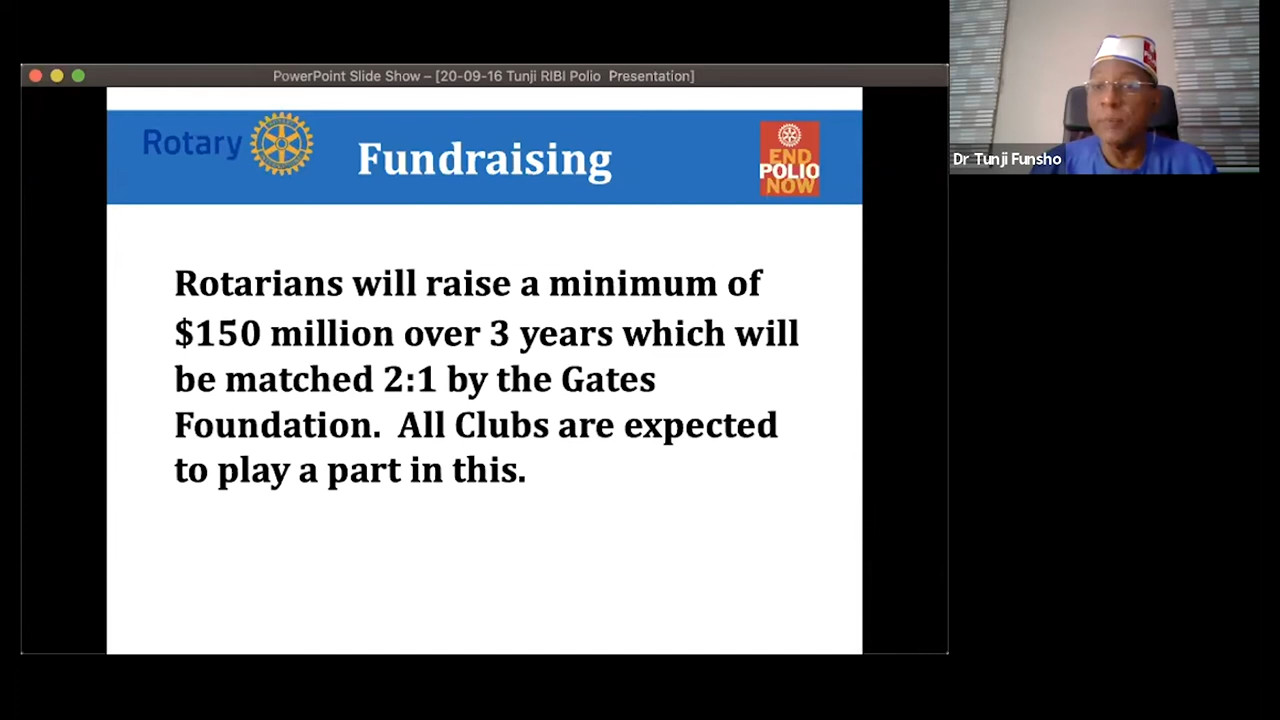 PowerPoint Slide Show – [20-09-16 Tunji RIBI Polio  Presentation]
Rotary
Fundraising
END
POLIO
NOW
Dr Tunji Funsho
Rotarians will raise a minimum of
$150 million over 3 years which will
be matched 2:1 by the Gates
Foundation.  All Clubs are expected
to play a part in this.